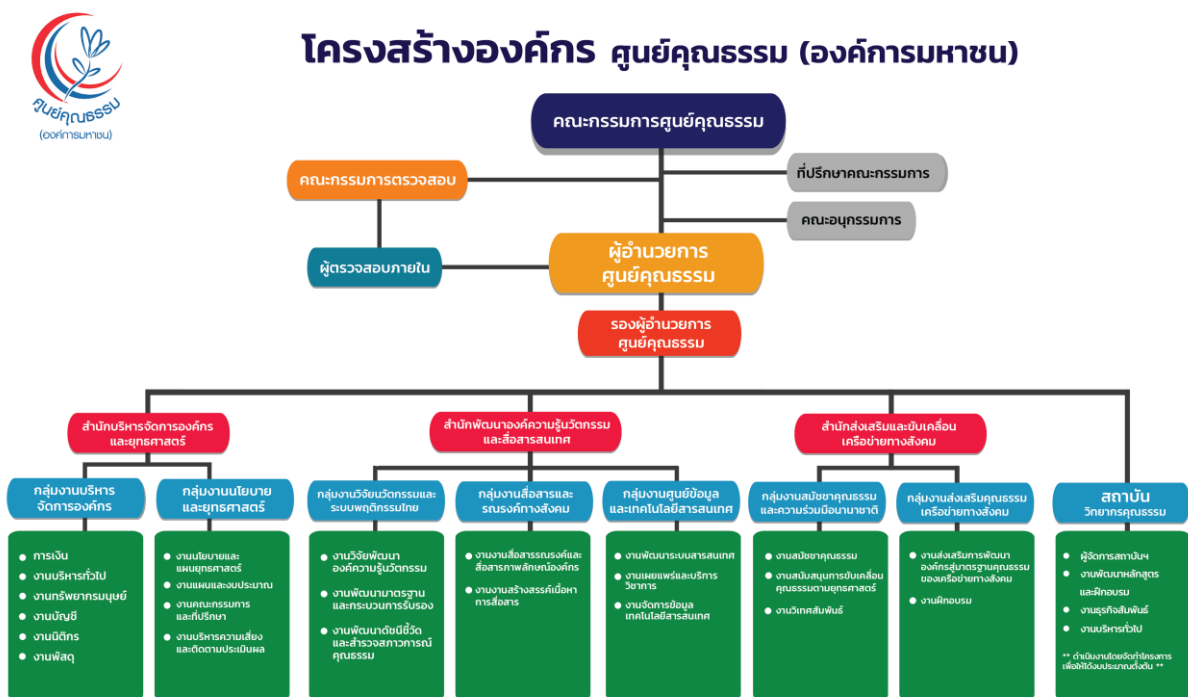 ศูนย์คุณธรรม
(องค์การมหาชน)
โครงสร้างองค์กร ศูนย์คุณธรรม (องค์การมหาชน)
คณะกรรมการศูนย์คุณธรรม
คณะกรรมการตรวจสอบ
ที่ปรึกษาคณะกรรมการ
คณะอนุกรรมการ
ผู้ตรวจสอบภายใน
ผู้อำนวยการ
ศูนย์คุณธรรม
รองผู้อำนวยการ
ศูนย์คุณธรรม
สำนักบริหารจัดการองค์กร
และยุทธศาสตร์
สำนักพัฒนาองค์ความรู้นวัตกรรม
และสื่อสารสนเทศ
สำนักส่งเสริมและขับเคลื่อน
เครือข่ายทางสังคม
กลุ่มงานบริหาร
จัดการองค์กร
กลุ่มงานนโยบาย
และยุทธศาสตร์
กลุ่มงานวิจัยนวัตกรรมและ
ระบบพฤติกรรมไทย
กลุ่มงานสื่อสารและ
รณรงค์ทางสังคม
กลุ่มงานศูนย์ข้อมูล
และเทคโนโลยีสารสนเทศ
กลุ่มงานสมัชชาคุณธรรม
และความร่วมมือนานาชาติ
กลุ่มงานส่งเสริมคุณธรรม
เครือข่ายทางสังคม
สถาบัน
วิทยากรคุณธรรม
● การเงิน
● งานบริหารทั่วไป
● งานทรัพยากรมนุษย์
● งานบัญชี
● งานนิติกร
● งานพัสดุ
● งานนโยบายและ
แผนยุทธศาสตร์
● งานแผนและงบประมาณ
● งานคณะกรรมการ
และที่ปรึกษา
● งานบริหารความเสี่ยง
และติดตามประเมินผล
● งานวิจัยพัฒนา
องค์ความรู้นวัตกรรม
● งานพัฒนามาตรฐาน
และกระบวนการรับรอง
● งานพัฒนาดัชนีชี้วัด
และสำรวจสภาวการณ์
คุณธรรม
● งานงานสื่อสารรณรงค์และ
สื่อสารภาพลักษณ์องค์กร
● งานงานสร้างสรรค์เนื้อหา
การสื่อสาร
● งานพัฒนาระบบสารสนเทศ
● งานเผยแพร่และบริการ
วิชาการ
● งานจัดการข้อมูล
เทคโนโลยีสารสนเทศ
● งานสมัชชาคุณธรรม
● งานสนับสนุนการขับเคลื่อน
คุณธรรมตามยุทธศาสตร์
● งานวิเทศสัมพันธ์
● งานส่งเสริมการพัฒนา
องค์กรสู่มาตรฐานคุณธรรม
ของเครือข่ายทางสังคม
● งานฝึกอบรม
● ผู้จัดการสถาบันฯ
● งานพัฒนาหลักสูตร
และฝึกอบรม
● งานธุรกิจสัมพันธ์
● งานบริหารทั่วไป
** ดำเนินงานโดยจัดทำโครงการ
เพื่อให้ได้งบประมาณตั้งต้น **